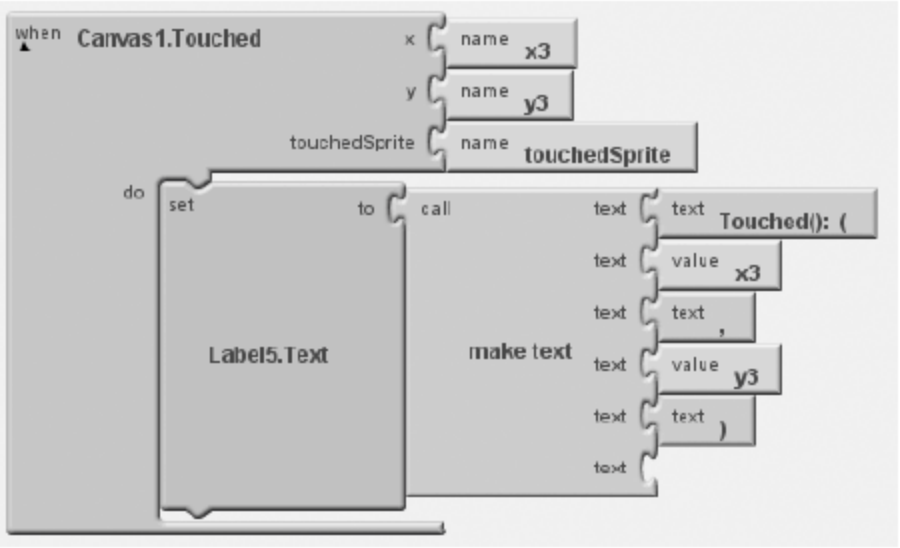 when Canvas1.Touched x name x3
y name y3
touchedSprite name touchedSprite
do set Label5.Text to call make text text text Touched(): (
text value x3
text text ,
text value y3
text text )
text